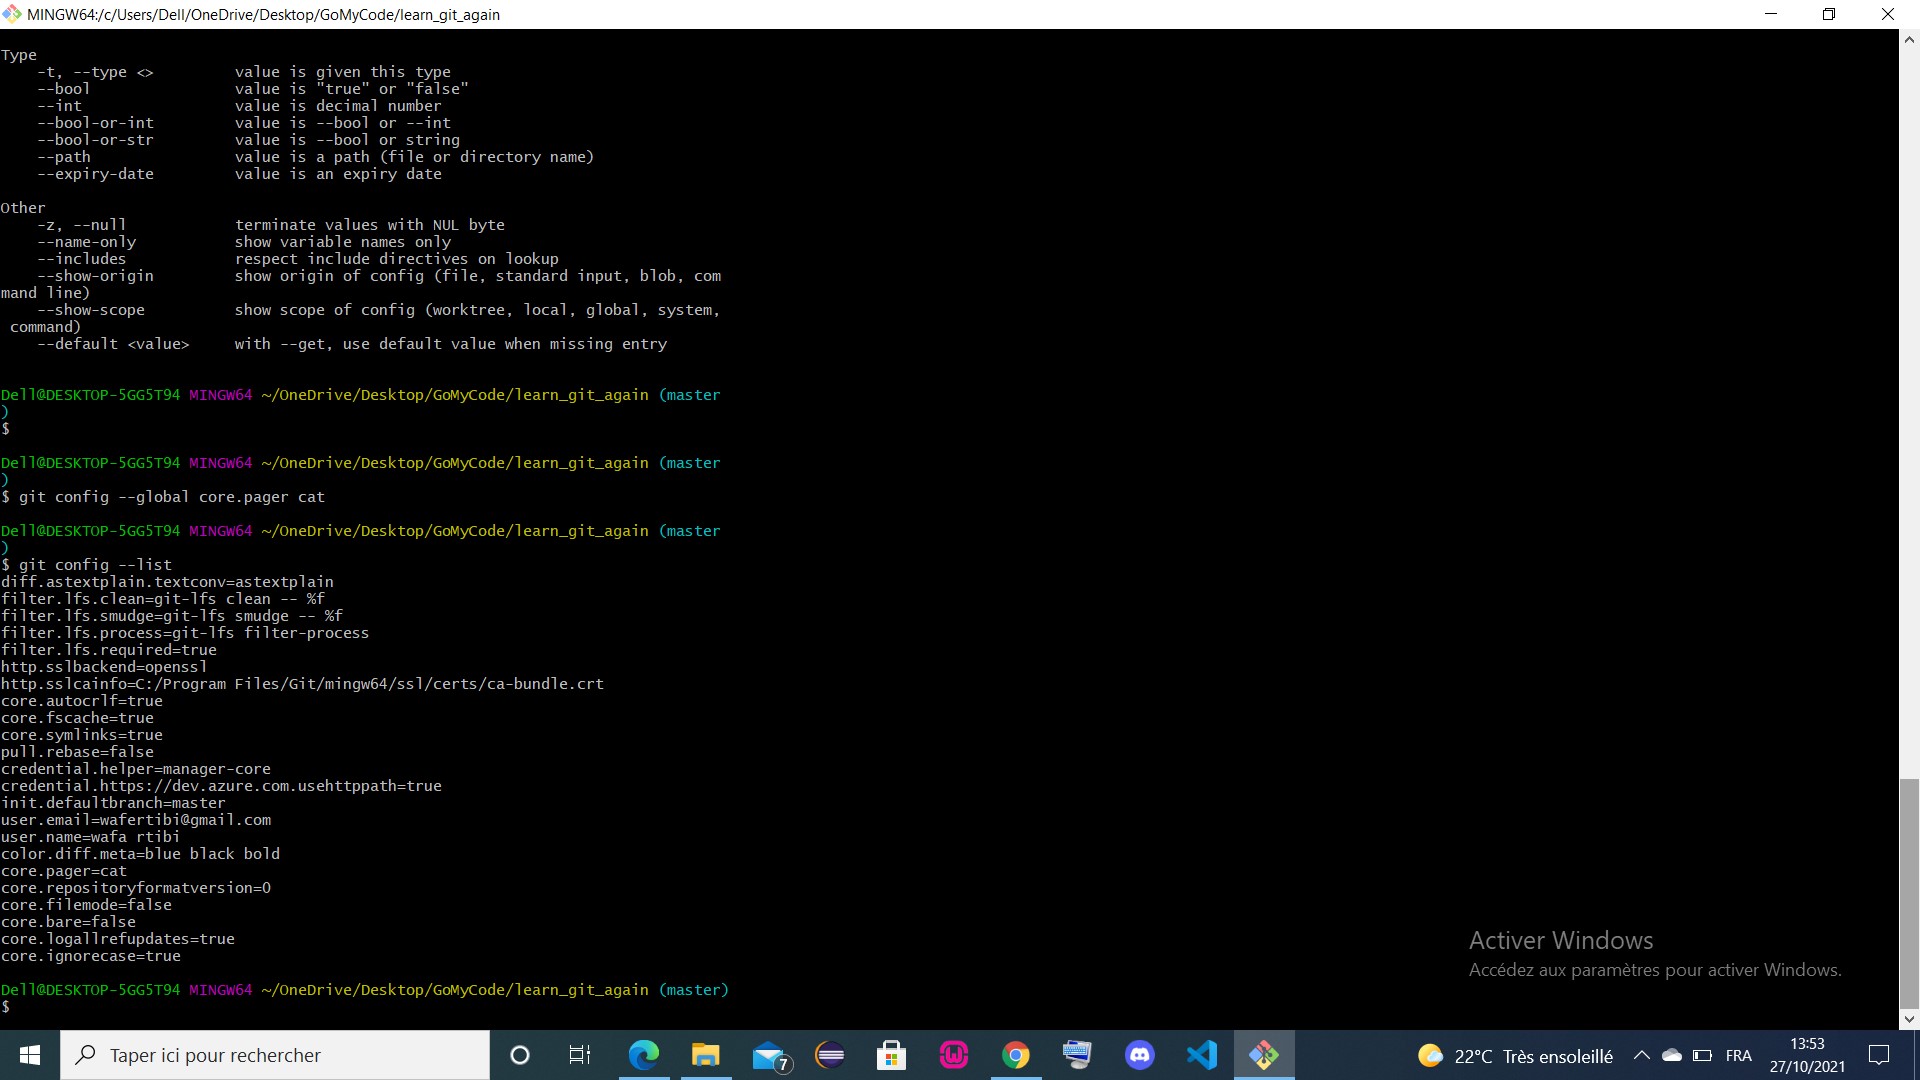 MINGW64:/c/Users/Dell/OneDrive/Desktop/GoMyCode/learn_git_again
Type
-t, --type <> value is given this type
--bool value is "true" or "false"
--int value is decimal number
--bool-or-int value is --bool or --int
--bool-or-str value is --bool or string
--path value is a path (file or directory name)
--expiry-date value is an expiry date
Other
-z, --null terminate values with NUL byte
--name-only show variable names only
--includes respect include directives on lookup
--show-origin show origin of config (file, standard input, blob, com
mand line)
--show-scope show scope of config (worktree, local, global, system,
command)
--default <value> with --get, use default value when missing entry
Dell@DESKTOP-5GG5T94 MINGW64 ~/OneDrive/Desktop/GoMyCode/learn_git_again (master
)
$
Dell@DESKTOP-5GG5T94 MINGW64 ~/OneDrive/Desktop/GoMyCode/learn_git_again (master
)
$ git config --global core.pager cat
Dell@DESKTOP-5GG5T94 MINGW64 ~/OneDrive/Desktop/GoMyCode/learn_git_again (master
)
$ git config --list
diff.astextplain.textconv=astextplain
filter.lfs.clean=git-lfs clean -- %f
filter.lfs.smudge=git-lfs smudge -- %f
filter.lfs.process=git-lfs filter-process
filter.lfs.required=true
http.sslbackend=openssl
http.sslcainfo=C:/Program Files/Git/mingw64/ssl/certs/ca-bundle.crt
core.autocrlf=true
core.fscache=true
core.symlinks=true
pull.rebase=false
credential.helper=manager-core
credential.https://dev.azure.com.usehttppath=true
init.defaultbranch=master
user.email=wafertibi@gmail.com
user.name=wafa rtibi
color.diff.meta=blue black bold
core.pager=cat
core.repositoryformatversion=0
core.filemode=false
core.bare=false
core.logallrefupdates=true
core.ignorecase=true
Dell@DESKTOP-5GG5T94 MINGW64 ~/OneDrive/Desktop/GoMyCode/learn_git_again (master)
$
Activer Windows
Accédez aux paramètres pour activer Windows.
Taper ici pour rechercher
7
22°C Très ensoleillé
FRA
13:53
27/10/2021